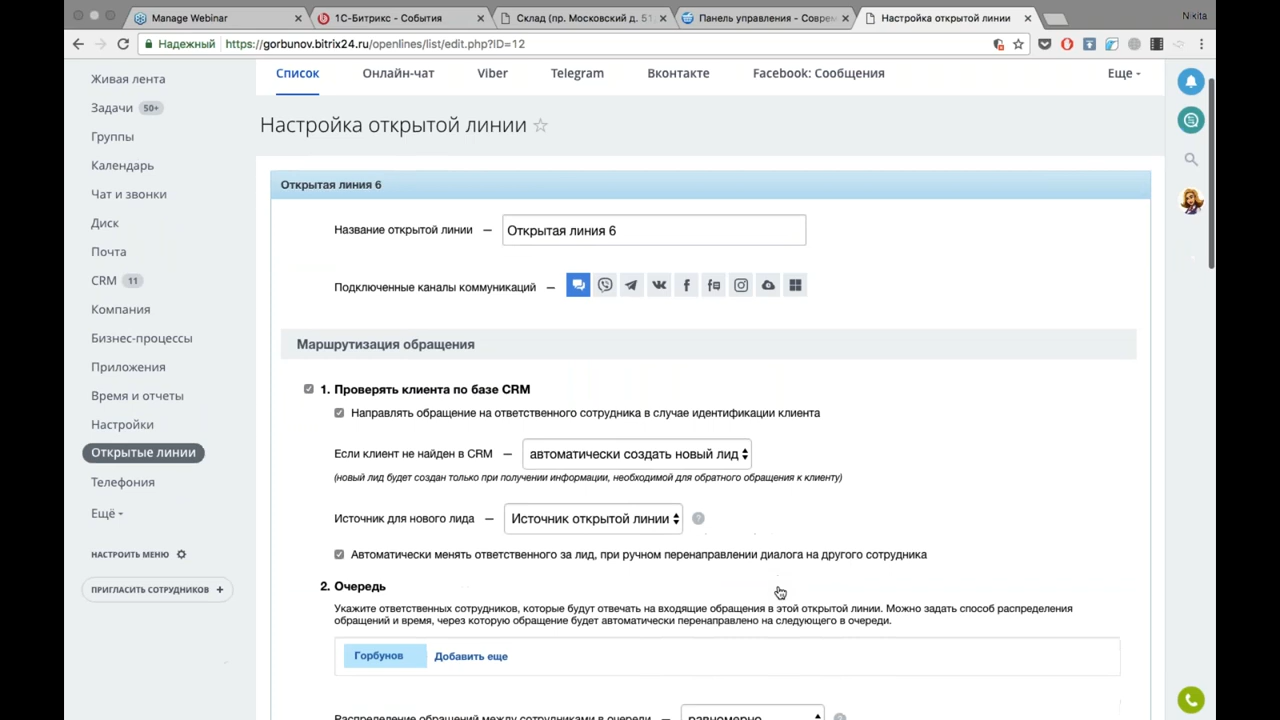 Manage Webinar
1С-Битрикс - События
Склад (пр. Московский д. 51
Панель управления - Соврем
Настройка открытой линии
Nikita
Надежный
https://gorbunov.bitrix24.ru/openlines/list/edit.php?ID=12
Живая лента
Задачи 50+
Группы
Календарь
Чат и звонки
Диск
Почта
CRM 11
Компания
Бизнес-процессы
Приложения
Время и отчеты
Настройки
Открытые линии
Телефония
Ещё
НАСТРОИТЬ МЕНЮ
ПРИГЛАСИТЬ СОТРУДНИКОВ +
Список Онлайн-чат Viber Telegram Вконтакте Facebook: Сообщения Еще
Настройка открытой линии
Открытая линия 6
Название открытой линии — Открытая линия 6
Подключенные каналы коммуникаций —
Маршрутизация обращения
1. Проверять клиента по базе CRM
Направлять обращение на ответственного сотрудника в случае идентификации клиента
Если клиент не найден в CRM — автоматически создать новый лид
(новый лид будет создан только при получении информации, необходимой для обратного обращения к клиенту)
Источник для нового лида — Источник открытой линии ?
Автоматически менять ответственного за лид, при ручном перенаправлении диалога на другого сотрудника
2. Очередь
Укажите ответственных сотрудников, которые будут отвечать на входящие обращения в этой открытой линии. Можно задать способ распределения
обращений и время, через которую обращение будет автоматически перенаправлено на следующего в очереди.
Горбунов Добавить еще
Распределение обращений между сотрудниками в очереди — равномерно